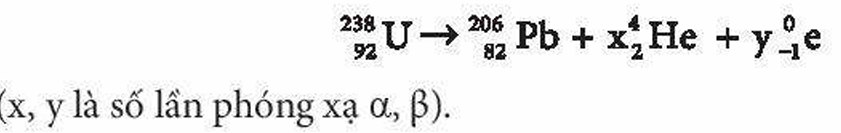 ²³⁸₉₂U → ²⁰⁶₈₂Pb + x⁴₂He + y⁰₋₁e
(x, y là số lần phóng xạ α, β).